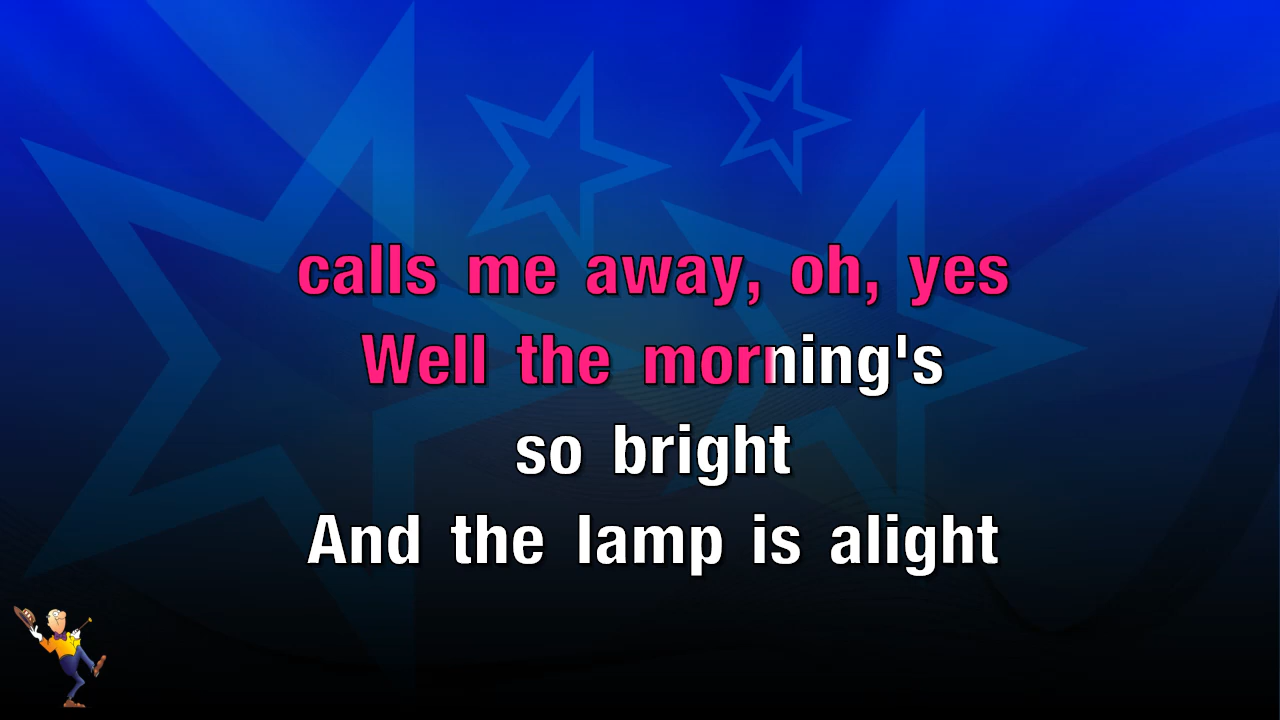 calls me away, oh, yes
Well the morning's
so bright
And the lamp is alight